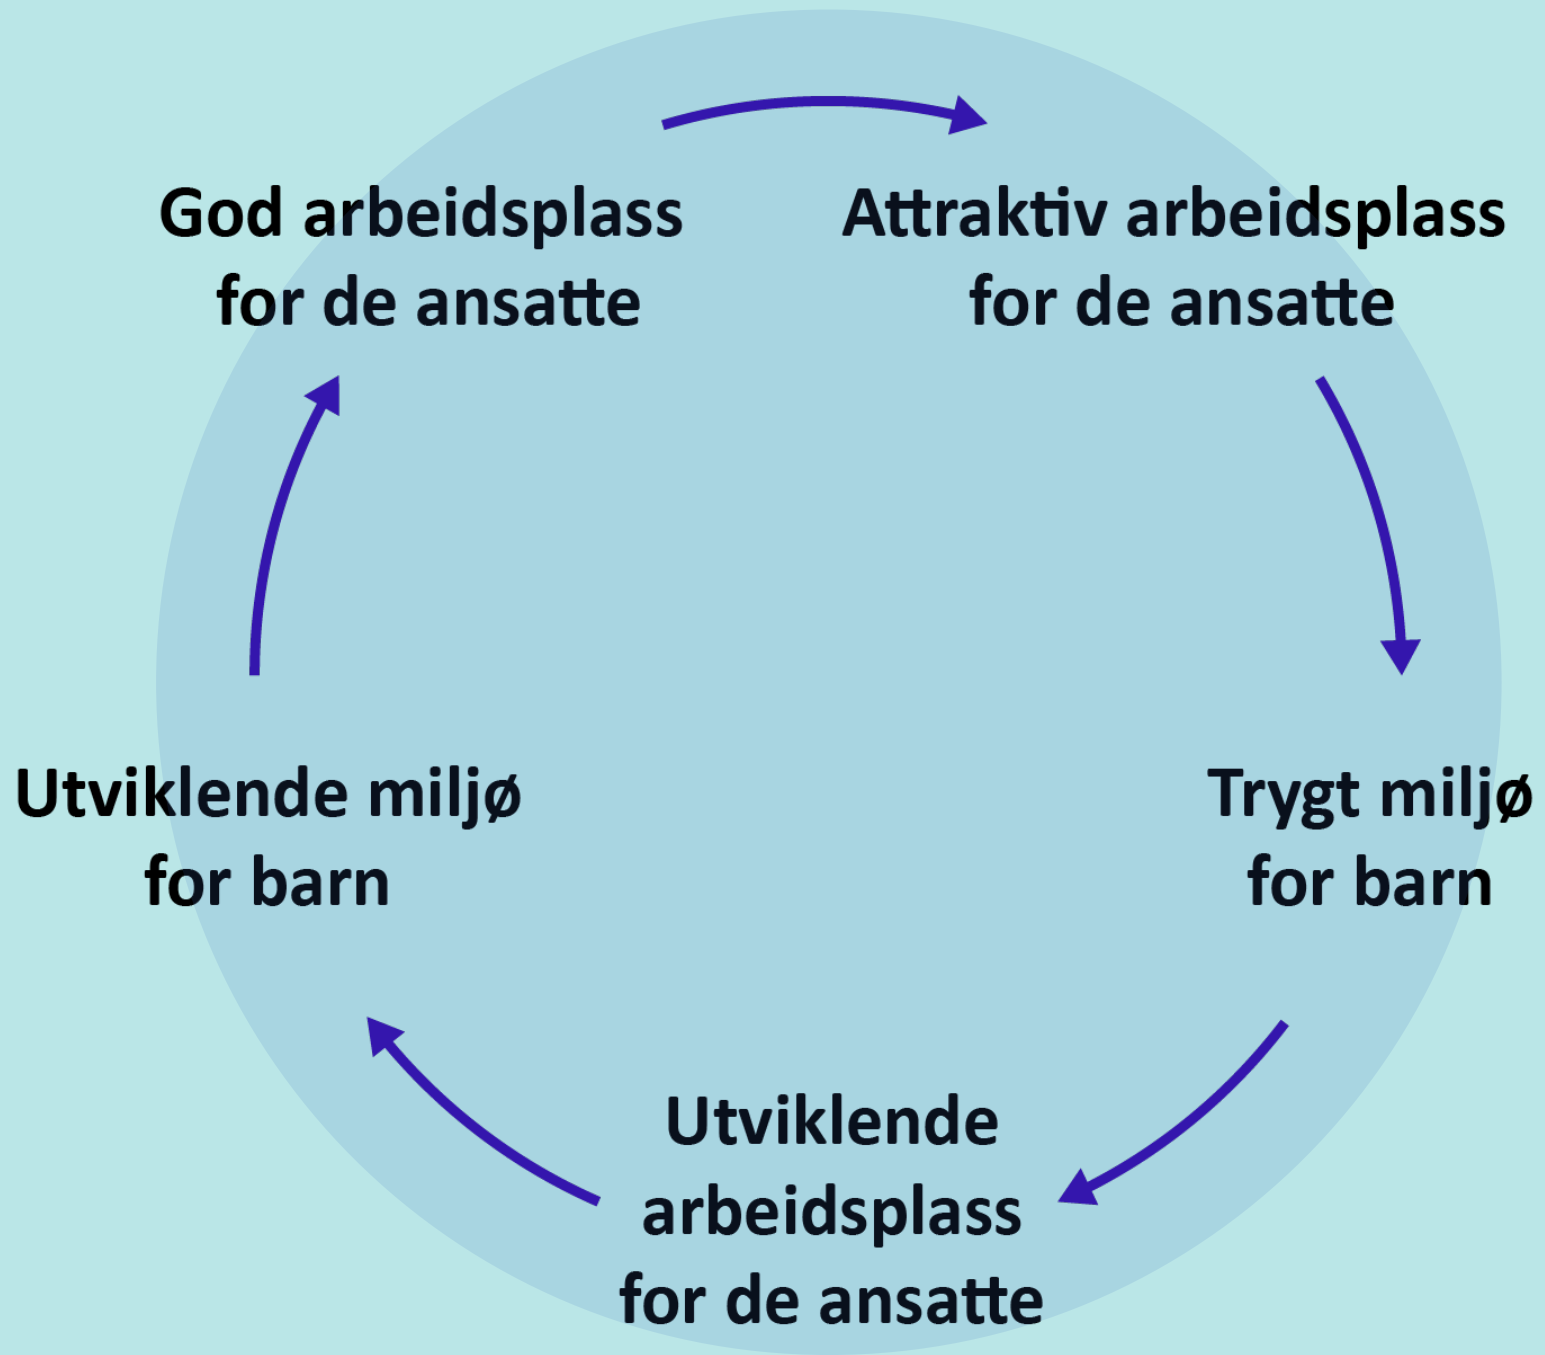 God arbeidsplass
for de ansatte
Attraktiv arbeidsplass
for de ansatte
Trygt miljø
for barn
Utviklende
arbeidsplass
for de ansatte
Utviklende miljø
for barn